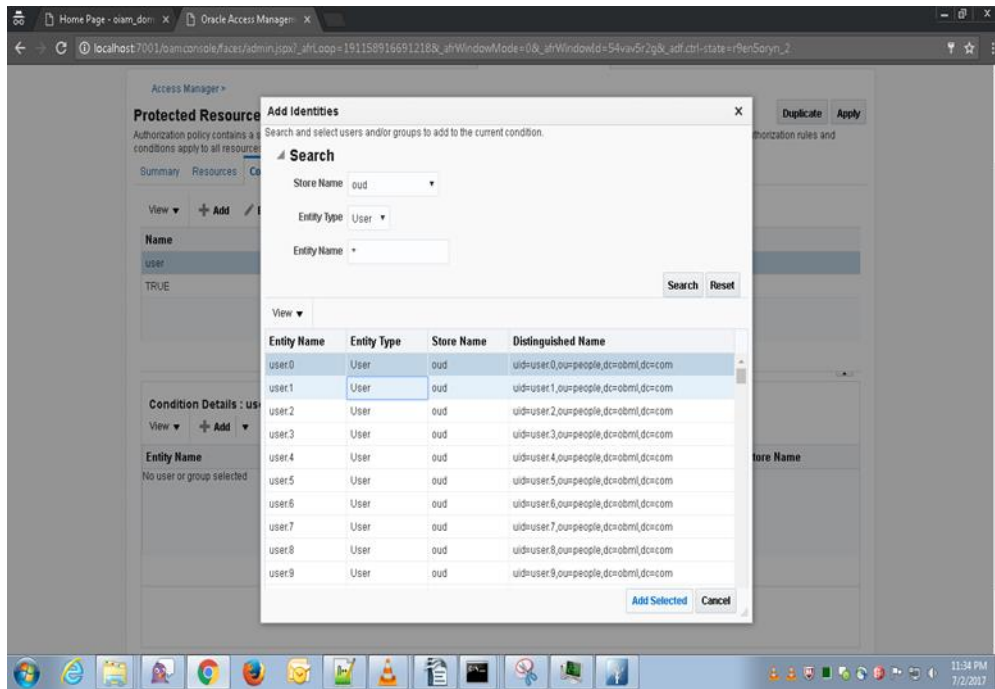 Home Page - oiam_dom x
Oracle Access Managem x
localhost:7001/oamconsole/faces/admin.jspx?_afrLoop=19115891669121​8&_afrWindowMode=0&_afrWindowId=54vav5r2g&_adf.ctrl-state=r9en5oryn_2
Access Manager >
Protected Resource
Duplicate Apply
Authorization policy contains a s
thorization rules and
conditions apply to all resource
Summary Resources Co
View Add
Name
user
TRUE
Add Identities
Search and select users and/or groups to add to the current condition.
Search
Store Name oud
Entity Type User
Entity Name *
Search Reset
View
Entity Name Entity Type Store Name Distinguished Name
user.0 User oud uid=user.0,ou=people,dc=obml,dc=com
user.1 User oud uid=user.1,ou=people,dc=obml,dc=com
user.2 User oud uid=user.2,ou=people,dc=obml,dc=com
user.3 User oud uid=user.3,ou=people,dc=obml,dc=com
user.4 User oud uid=user.4,ou=people,dc=obml,dc=com
user.5 User oud uid=user.5,ou=people,dc=obml,dc=com
user.6 User oud uid=user.6,ou=people,dc=obml,dc=com
user.7 User oud uid=user.7,ou=people,dc=obml,dc=com
user.8 User oud uid=user.8,ou=people,dc=obml,dc=com
user.9 User oud uid=user.9,ou=people,dc=obml,dc=com
Add Selected Cancel
Condition Details : us
View Add
Entity Name
tore Name
No user or group selected
11:34 PM
7/2/2017